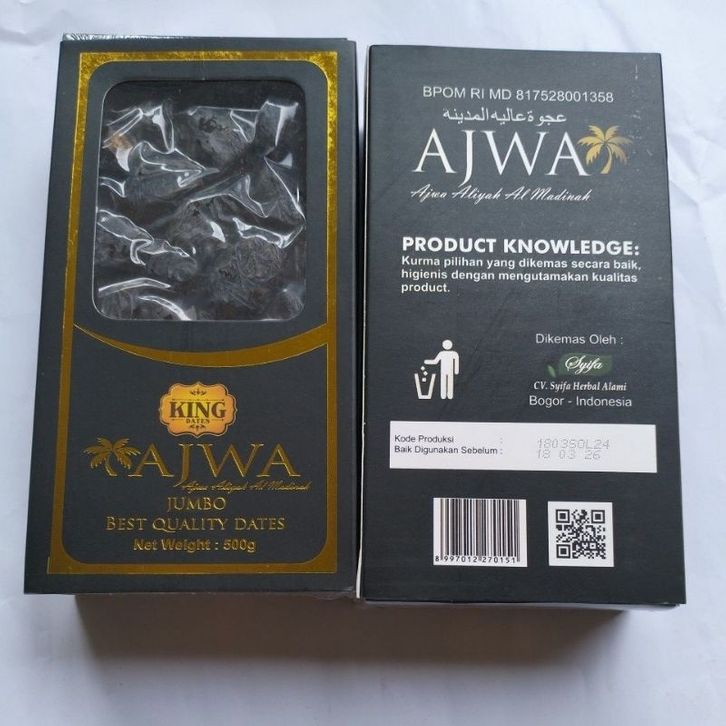 KING
DATES
AJWA
Ajwa Aliyah Al Madinah
JUMBO
BEST QUALITY DATES
Net Weight : 500g
BPOM RI MD 817528001358
عجوة عاليه المدينة
AJWA
Ajwa Aliyah Al Madinah
PRODUCT KNOWLEDGE:
Kurma pilihan yang dikemas secara baik,
higienis dengan mengutamakan kualitas
product.
Dikemas Oleh :
Syifa
CV. Syifa Herbal Alami
Bogor - Indonesia
Kode Produksi : 1803SOL24
Baik Digunakan Sebelum : 18 03 26
8 997012 270151